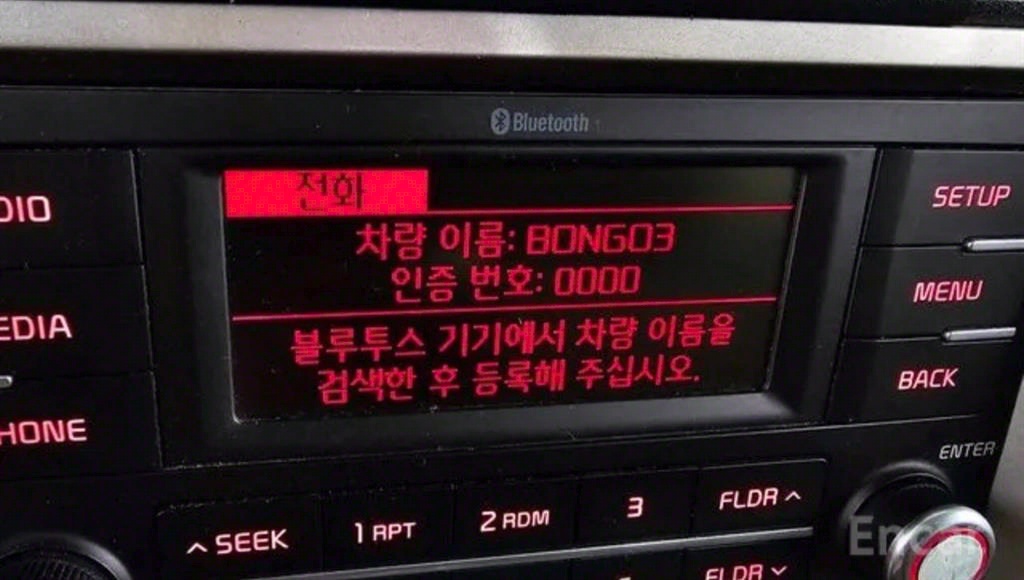 Bluetooth
전화
차량 이름: BONGO3
인증 번호: 0000
블루투스 기기에서 차량 이름을
검색한 후 등록해 주십시오.
SETUP
MENU
BACK
ENTER
SEEK
1 RPT
2 RDM
3
FLDR
FLDR